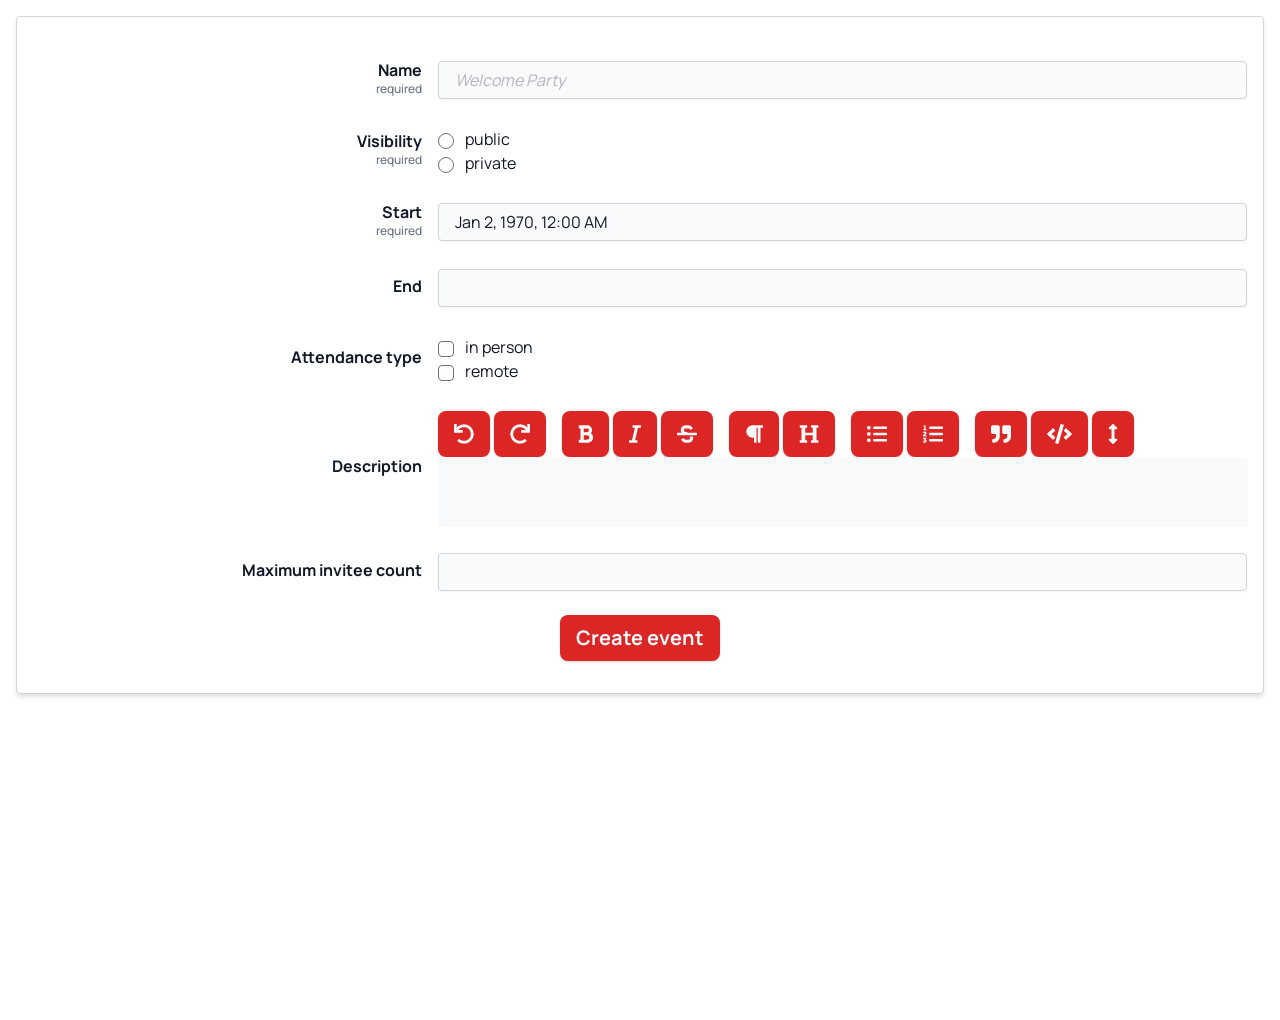 Name
required
Welcome Party
Visibility
required
public
private
Start
required
Jan 2, 1970, 12:00 AM
End
Attendance type
in person
remote
Description
Maximum invitee count
Create event